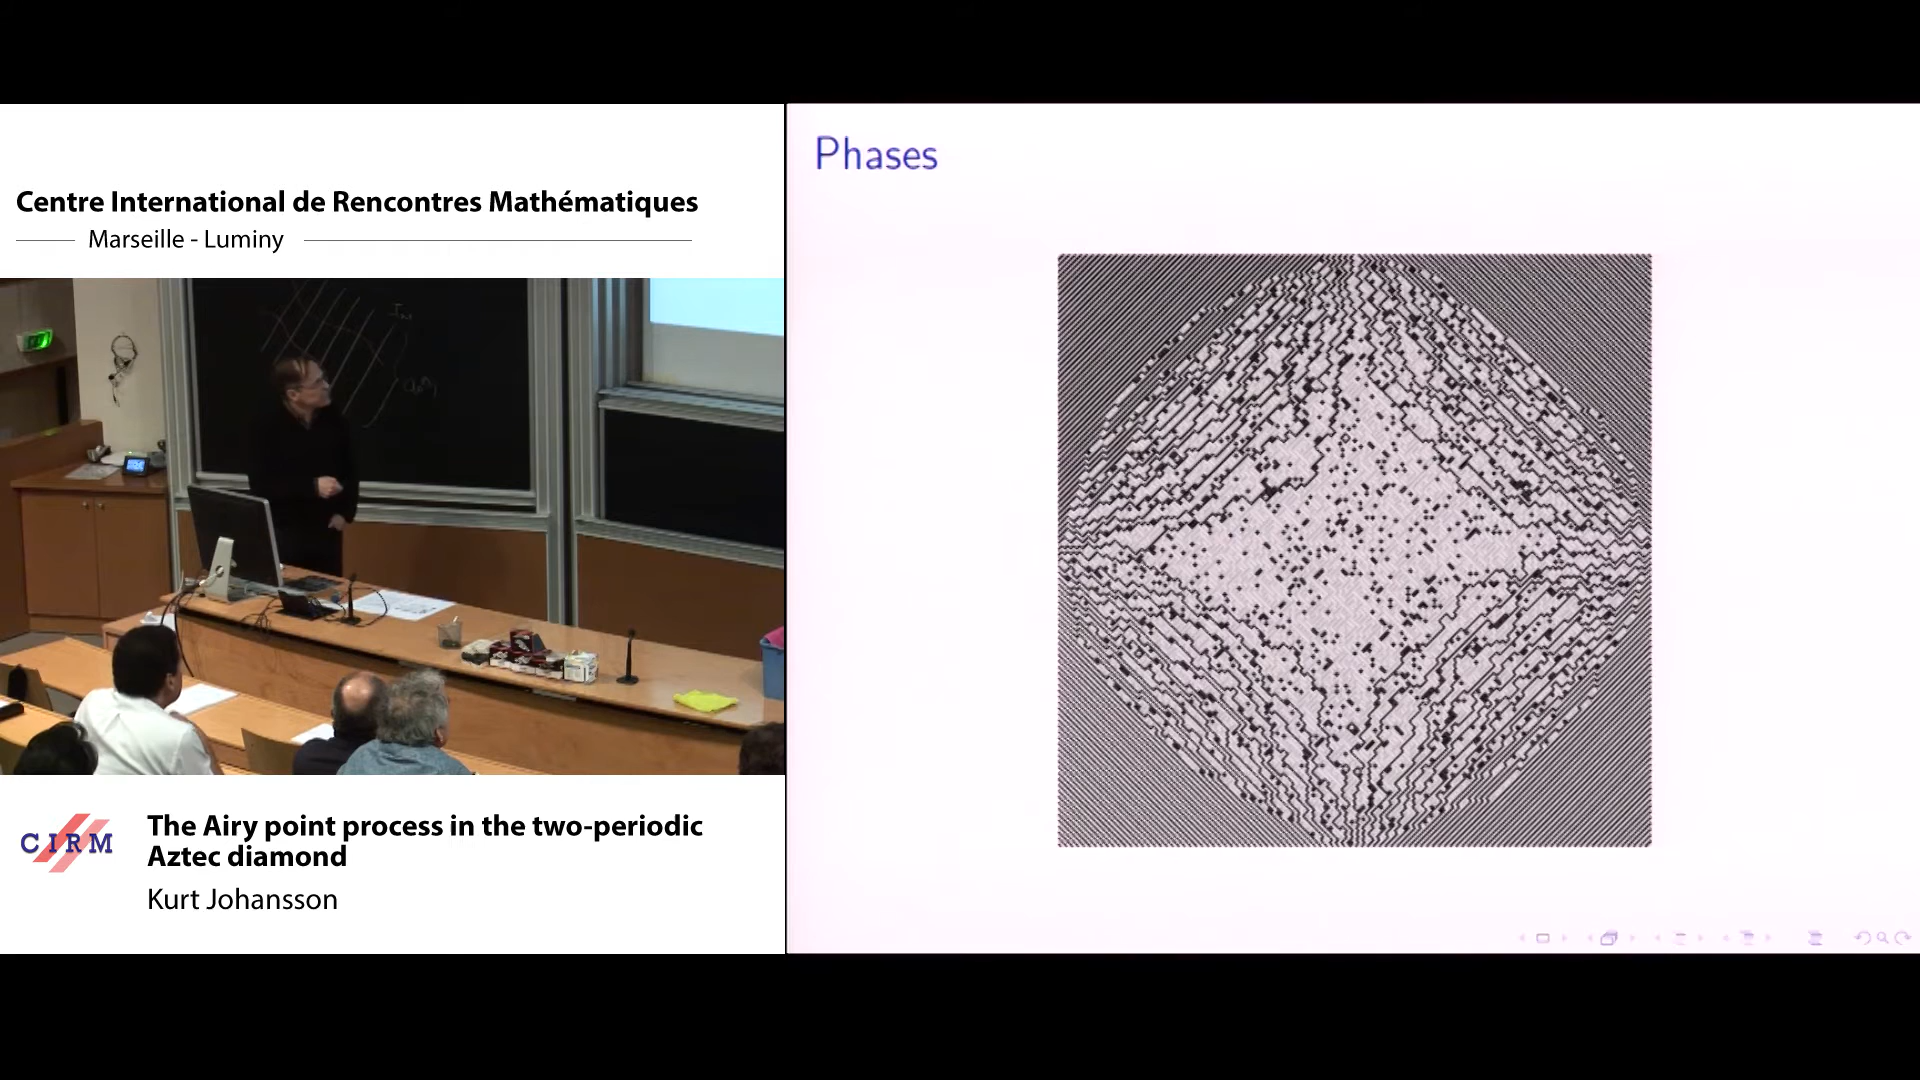 Centre International de Rencontres Mathématiques
Marseille - Luminy
Phases
CIRM
The Airy point process in the two-periodic
Aztec diamond
Kurt Johansson